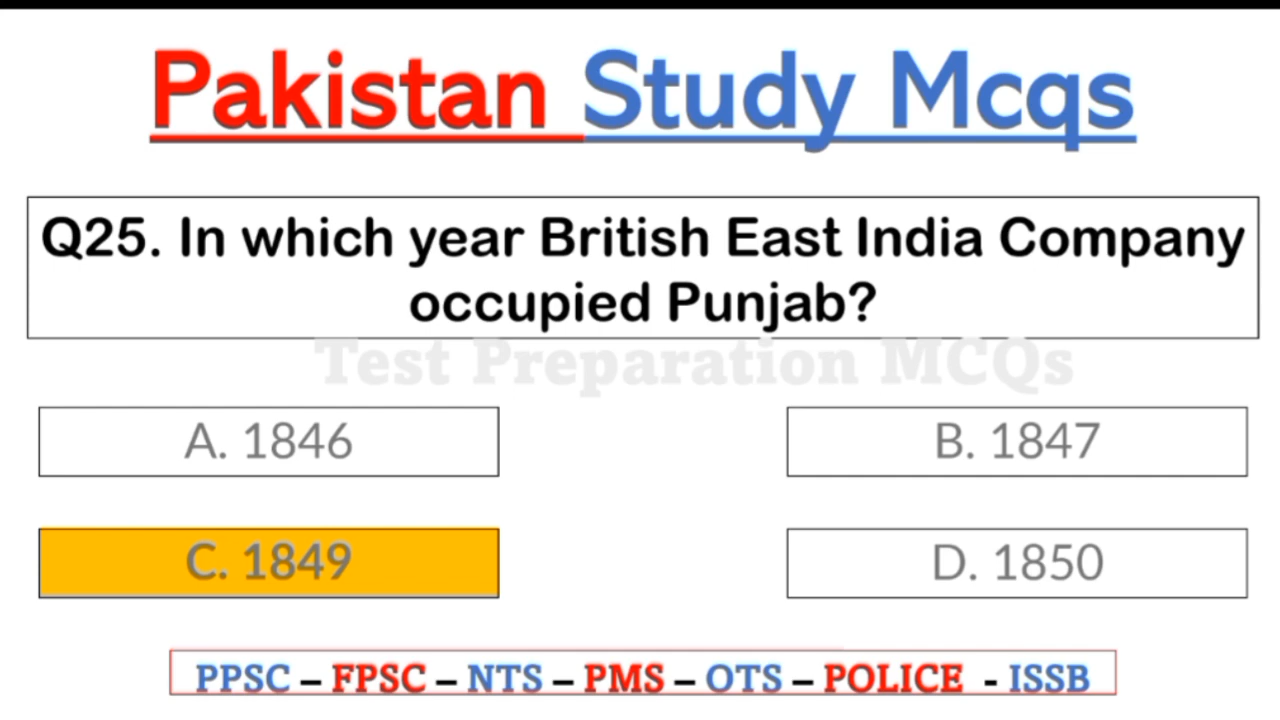 Pakistan Study Mcqs
Q25. In which year British East India Company
occupied Punjab?
Test Preparation MCQs
A. 1846
B. 1847
C. 1849
D. 1850
PPSC – FPSC – NTS – PMS – OTS – POLICE - ISSB